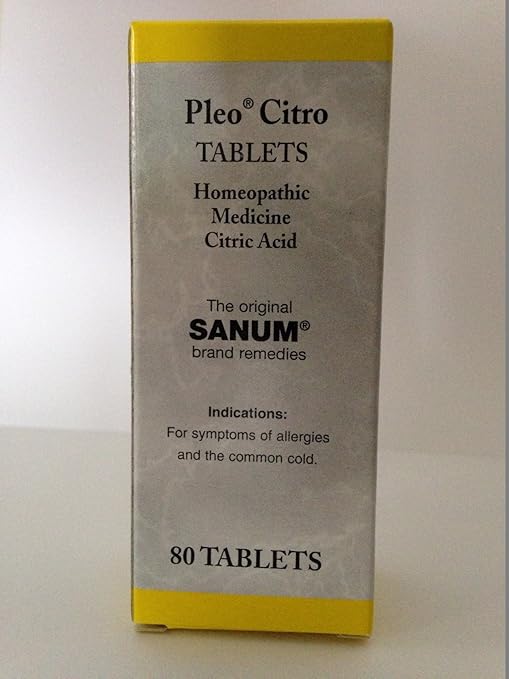 Pleo® Citro
TABLETS
Homeopathic
Medicine
Citric Acid
The original
SANUM®
brand remedies
Indications:
For symptoms of allergies
and the common cold.
80 TABLETS